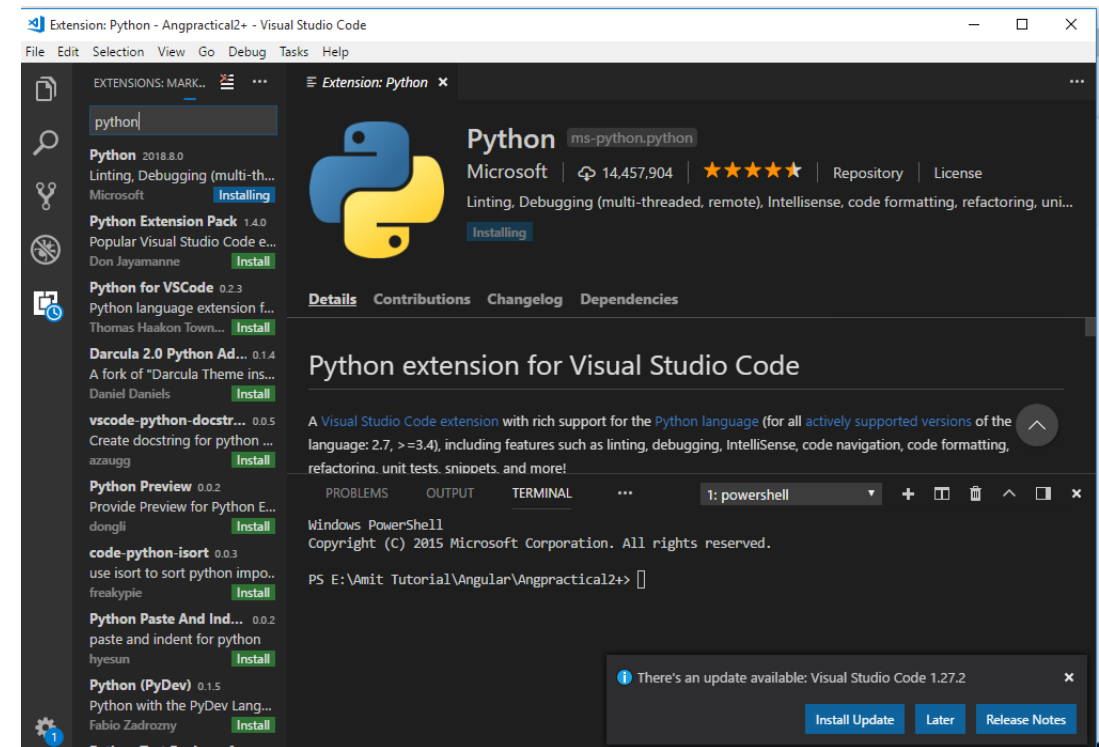 Extension: Python - Angpractical2+ - Visual Studio Code
File Edit Selection View Go Debug Tasks Help
EXTENSIONS: MARK...
python
Python 2018.8.0
Linting, Debugging (multi-th...
Microsoft Installing
Python Extension Pack 1.4.0
Popular Visual Studio Code e...
Don Jayamanne Install
Python for VSCode 0.2.3
Python language extension f...
Thomas Haakon Town... Install
Darcula 2.0 Python Ad... 0.1.4
A fork of "Darcula Theme ins...
Daniel Daniels Install
vscode-python-docstr... 0.0.5
Create docstring for python ...
azaugg Install
Python Preview 0.0.2
Provide Preview for Python E...
dongli Install
code-python-isort 0.0.3
use isort to sort python impo..
freakypie Install
Python Paste And Ind... 0.0.2
paste and indent for python
hyesun Install
Python (PyDev) 0.1.5
Python with the PyDev Lang...
Fabio Zadrozny Install
1
Extension: Python
Python ms-python.python
Microsoft 14,457,904 Repository License
Linting, Debugging (multi-threaded, remote), Intellisense, code formatting, refactoring, uni...
Installing
Details Contributions Changelog Dependencies
Python extension for Visual Studio Code
A Visual Studio Code extension with rich support for the Python language (for all actively supported versions of the
language: 2.7, >=3.4), including features such as linting, debugging, IntelliSense, code navigation, code formatting,
refactoring, unit tests, snippets, and more!
PROBLEMS OUTPUT TERMINAL ... 1: powershell
Windows PowerShell
Copyright (C) 2015 Microsoft Corporation. All rights reserved.
PS E:\Amit Tutorial\Angular\Angpractical2+>
There's an update available: Visual Studio Code 1.27.2
Install Update Later Release Notes